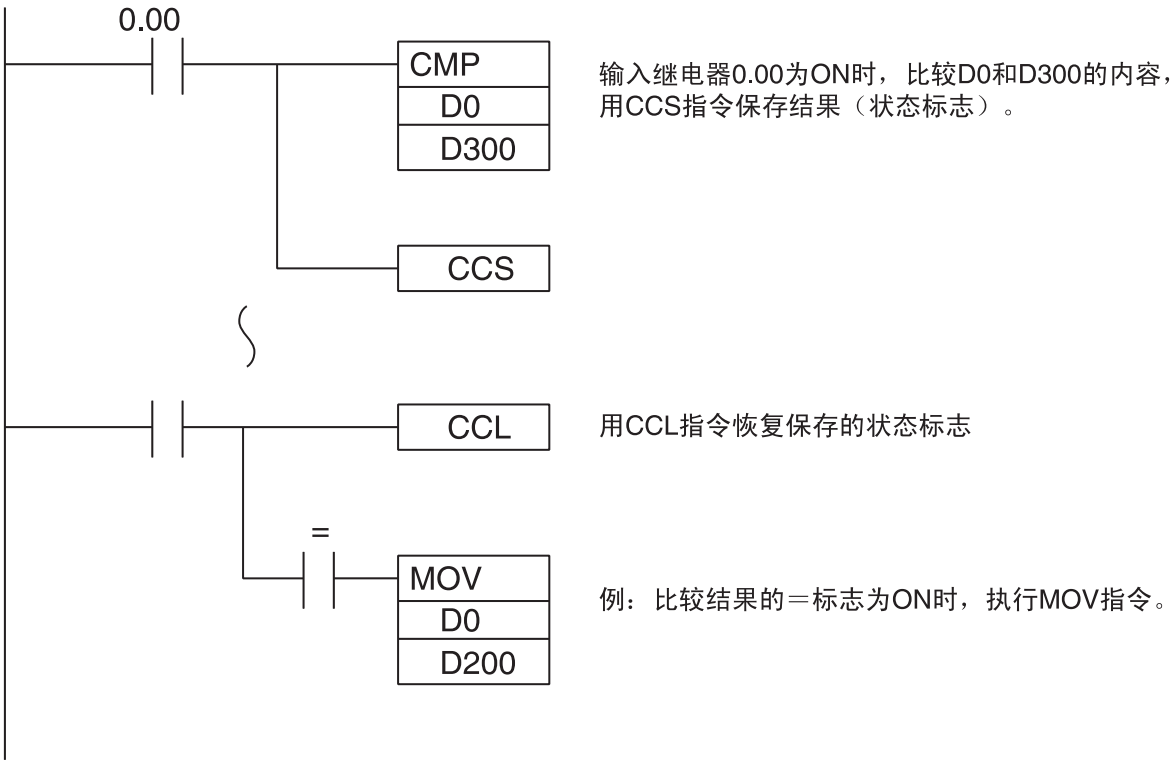 0.00
CMP
D0
D300
输入继电器0.00为ON时，比较D0和D300的内容，
用CCS指令保存结果（状态标志）。
CCS
CCL
用CCL指令恢复保存的状态标志
=
MOV
D0
D200
例：比较结果的＝标志为ON时，执行MOV指令。